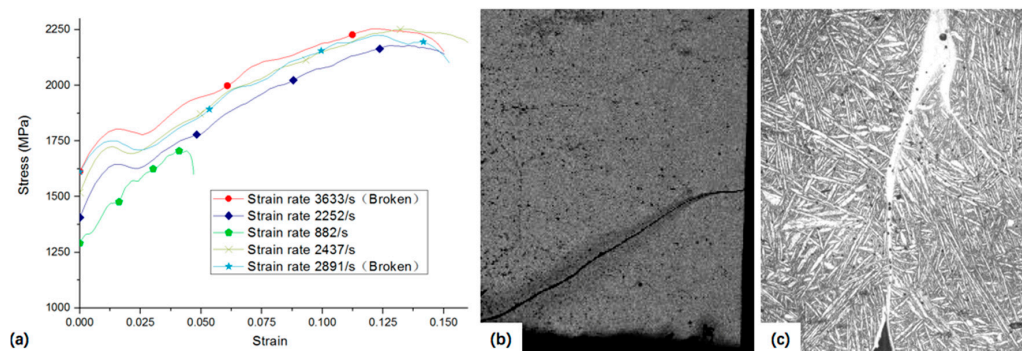 2250
2000
1750
1500
1250
1000
Stress (MPa)
Strain rate 3633/s（Broken）
Strain rate 2252/s
Strain rate 882/s
Strain rate 2437/s
Strain rate 2891/s（Broken）
0.000 0.025 0.050 0.075 0.100 0.125 0.150
Strain
(a)
(b)
(c)